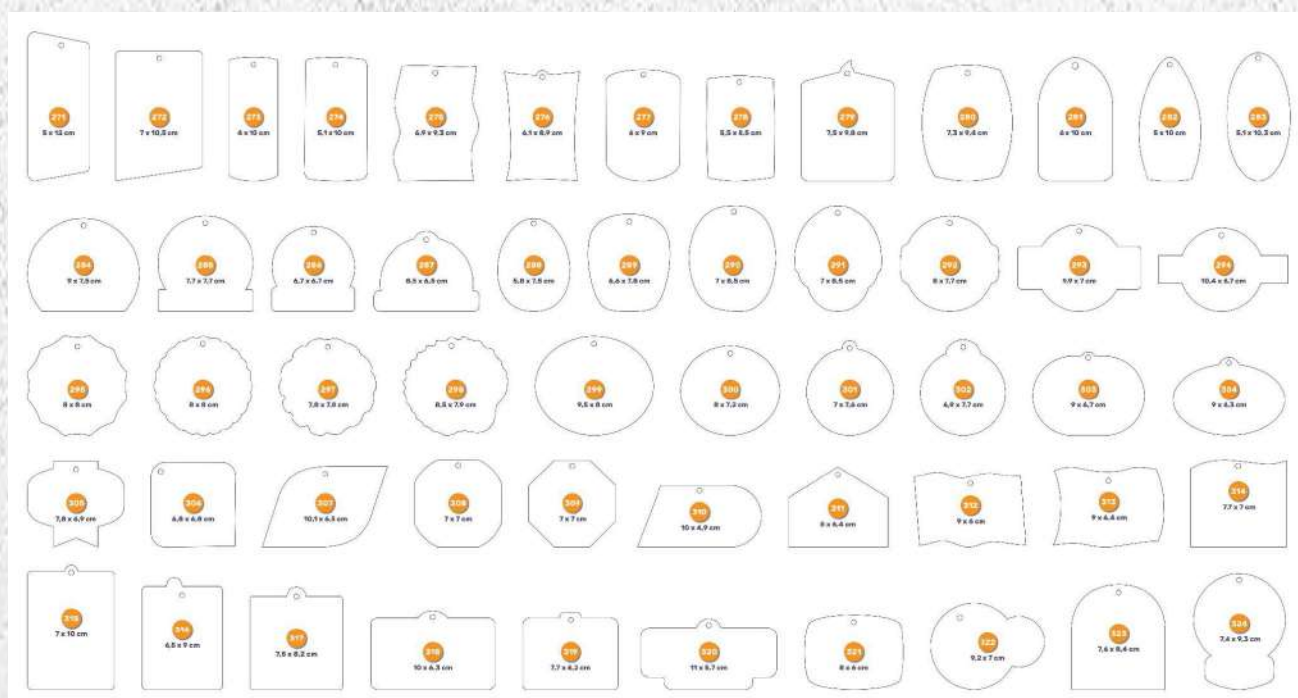 271
5 x 12 cm
272
7 x 10,5 cm
273
4 x 10 cm
274
5,1 x 10 cm
275
6,9 x 9,3 cm
276
6,1 x 8,9 cm
277
6 x 9 cm
278
5,5 x 8,5 cm
279
7,5 x 9,8 cm
280
7,3 x 9,4 cm
281
6 x 10 cm
282
5 x 10 cm
283
5,1 x 10,3 cm
284
9 x 7,5 cm
285
7,7 x 7,7 cm
286
6,7 x 6,7 cm
287
8,5 x 6,5 cm
288
5,8 x 7,5 cm
289
6,6 x 7,8 cm
290
7 x 8,5 cm
291
7 x 8,5 cm
292
8 x 7,7 cm
293
9,9 x 7 cm
294
10,4 x 6,7 cm
295
8 x 8 cm
296
8 x 8 cm
297
7,8 x 7,8 cm
298
8,5 x 7,9 cm
299
9,5 x 8 cm
300
8 x 7,2 cm
301
7 x 7,6 cm
302
6,9 x 7,7 cm
303
9 x 6,7 cm
304
9 x 6,3 cm
305
7,8 x 6,9 cm
306
6,8 x 6,8 cm
307
10,1 x 6,5 cm
308
7 x 7 cm
309
7 x 7 cm
310
10 x 4,9 cm
311
8 x 6,4 cm
312
9 x 6 cm
313
9 x 6,4 cm
314
7,7 x 7 cm
315
7 x 10 cm
316
6,5 x 9 cm
317
7,5 x 8,2 cm
318
10 x 6,3 cm
319
7,7 x 6,2 cm
320
11 x 5,7 cm
321
8 x 6 cm
322
9,2 x 7 cm
323
7,6 x 8,4 cm
324
7,4 x 9,3 cm